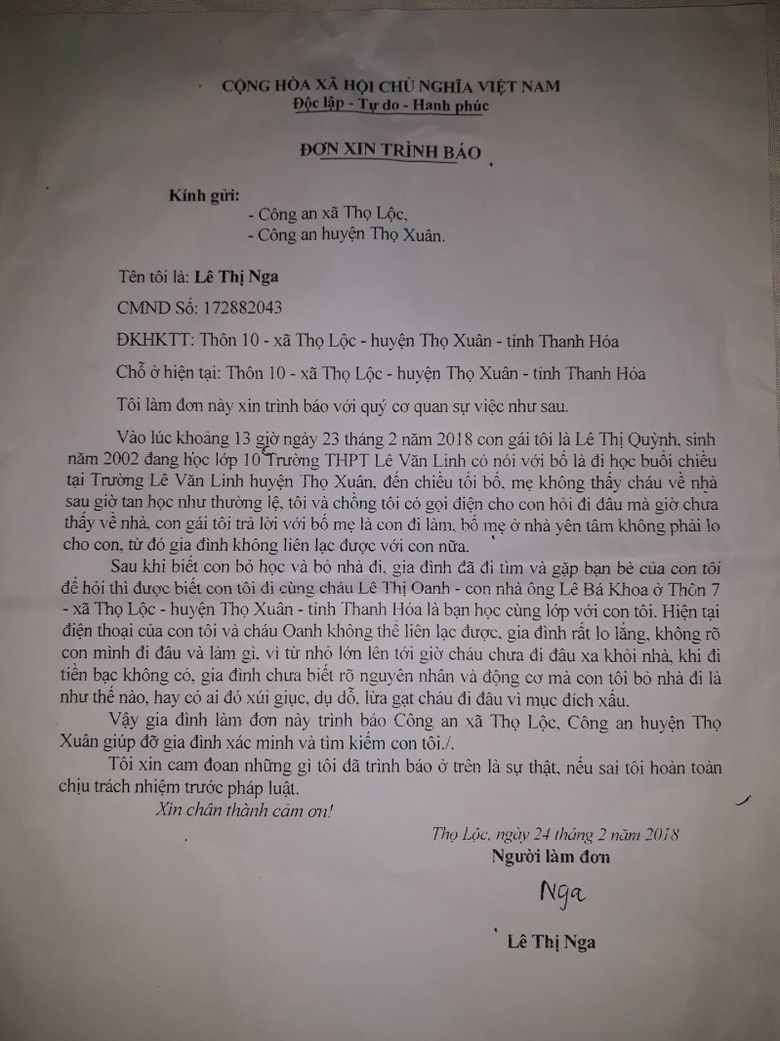 CỘNG HÒA XÃ HỘI CHỦ NGHĨA VIỆT NAM
Độc lập - Tự do - Hanh phúc
ĐƠN XIN TRÌNH BÁO
Kính gửi:
- Công an xã Thọ Lộc,
- Công an huyện Thọ Xuân.
Tên tôi là: Lê Thị Nga
CMND Số: 172882043
ĐKHKTT: Thôn 10 - xã Thọ Lộc - huyện Thọ Xuân - tỉnh Thanh Hóa
Chỗ ở hiện tại: Thôn 10 - xã Thọ Lộc - huyện Thọ Xuân - tỉnh Thanh Hóa
Tôi làm đơn này xin trình báo với quý cơ quan sự việc như sau.
Vào lúc khoảng 13 giờ ngày 23 tháng 2 năm 2018 con gái tôi là Lê Thị Quỳnh, sinh
năm 2002 đang học lớp 10 Trường THPT Lê Văn Linh có nói với bố là đi học buổi chiều
tại Trường Lê Văn Linh huyện Thọ Xuân, đến chiều tối bố, mẹ không thấy cháu về nhà
sau giờ tan học như thường lệ, tôi và chồng tôi có gọi điện cho con hỏi đi đâu mà giờ chưa
thấy về nhà, con gái tôi trả lời với bố mẹ là con đi làm, bố mẹ ở nhà yên tâm không phải lo
cho con, từ đó gia đình không liên lạc được với con nữa.
Sau khi biết con bỏ học và bỏ nhà đi, gia đình đã đi tìm và gặp bạn bè của con tôi
để hỏi thì được biết con tôi đi cùng cháu Lê Thị Oanh - con nhà ông Lê Bá Khoa ở Thôn 7
- xã Thọ Lộc - huyện Thọ Xuân - tỉnh Thanh Hóa là bạn học cùng lớp với con tôi. Hiện tại
điện thoại của con tôi và cháu Oanh không thể liên lạc được, gia đình rất lo lắng, không rõ
con mình đi đâu và làm gì, vì từ nhỏ lớn lên tới giờ cháu chưa đi đâu xa khỏi nhà, khi đi
tiền bạc không có, gia đình chưa biết rõ nguyên nhân và động cơ mà con tôi bỏ nhà đi là
như thế nào, hay có ai đó xúi giục, dụ dỗ, lừa gạt cháu đi đâu vì mục đích xấu.
Vậy gia đình làm đơn này trình báo Công an xã Thọ Lộc, Công an huyện Thọ
Xuân giúp đỡ gia đình xác minh và tìm kiếm con tôi./.
Tôi xin cam đoan những gì tôi đã trình báo ở trên là sự thật, nếu sai tôi hoàn toàn
chịu trách nhiệm trước pháp luật.
Xin chân thành cảm ơn!
Thọ Lộc, ngày 24 tháng 2 năm 2018
Người làm đơn
Nga
Lê Thị Nga